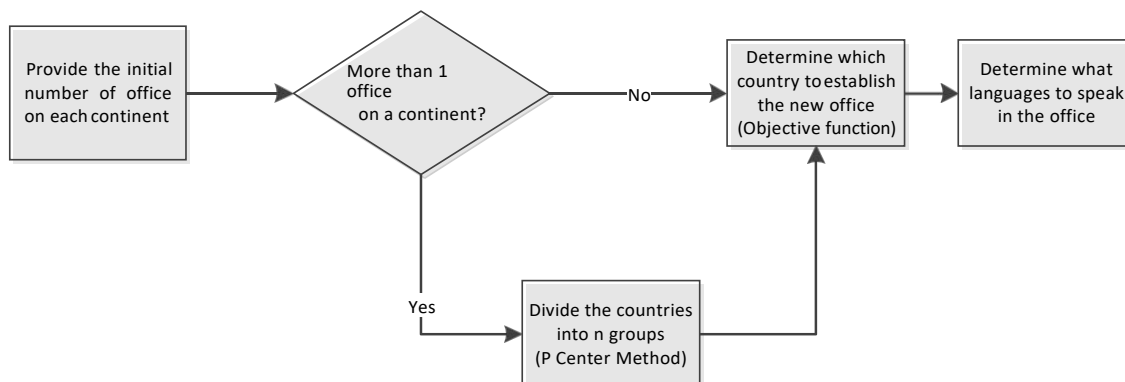 Provide the initial
number of office
on each continent
More than 1
office
on a continent?
No
Determine which
country to establish
the new office
(Objective function)
Determine what
languages to speak
in the office
Yes
Divide the countries
into n groups
(P Center Method)